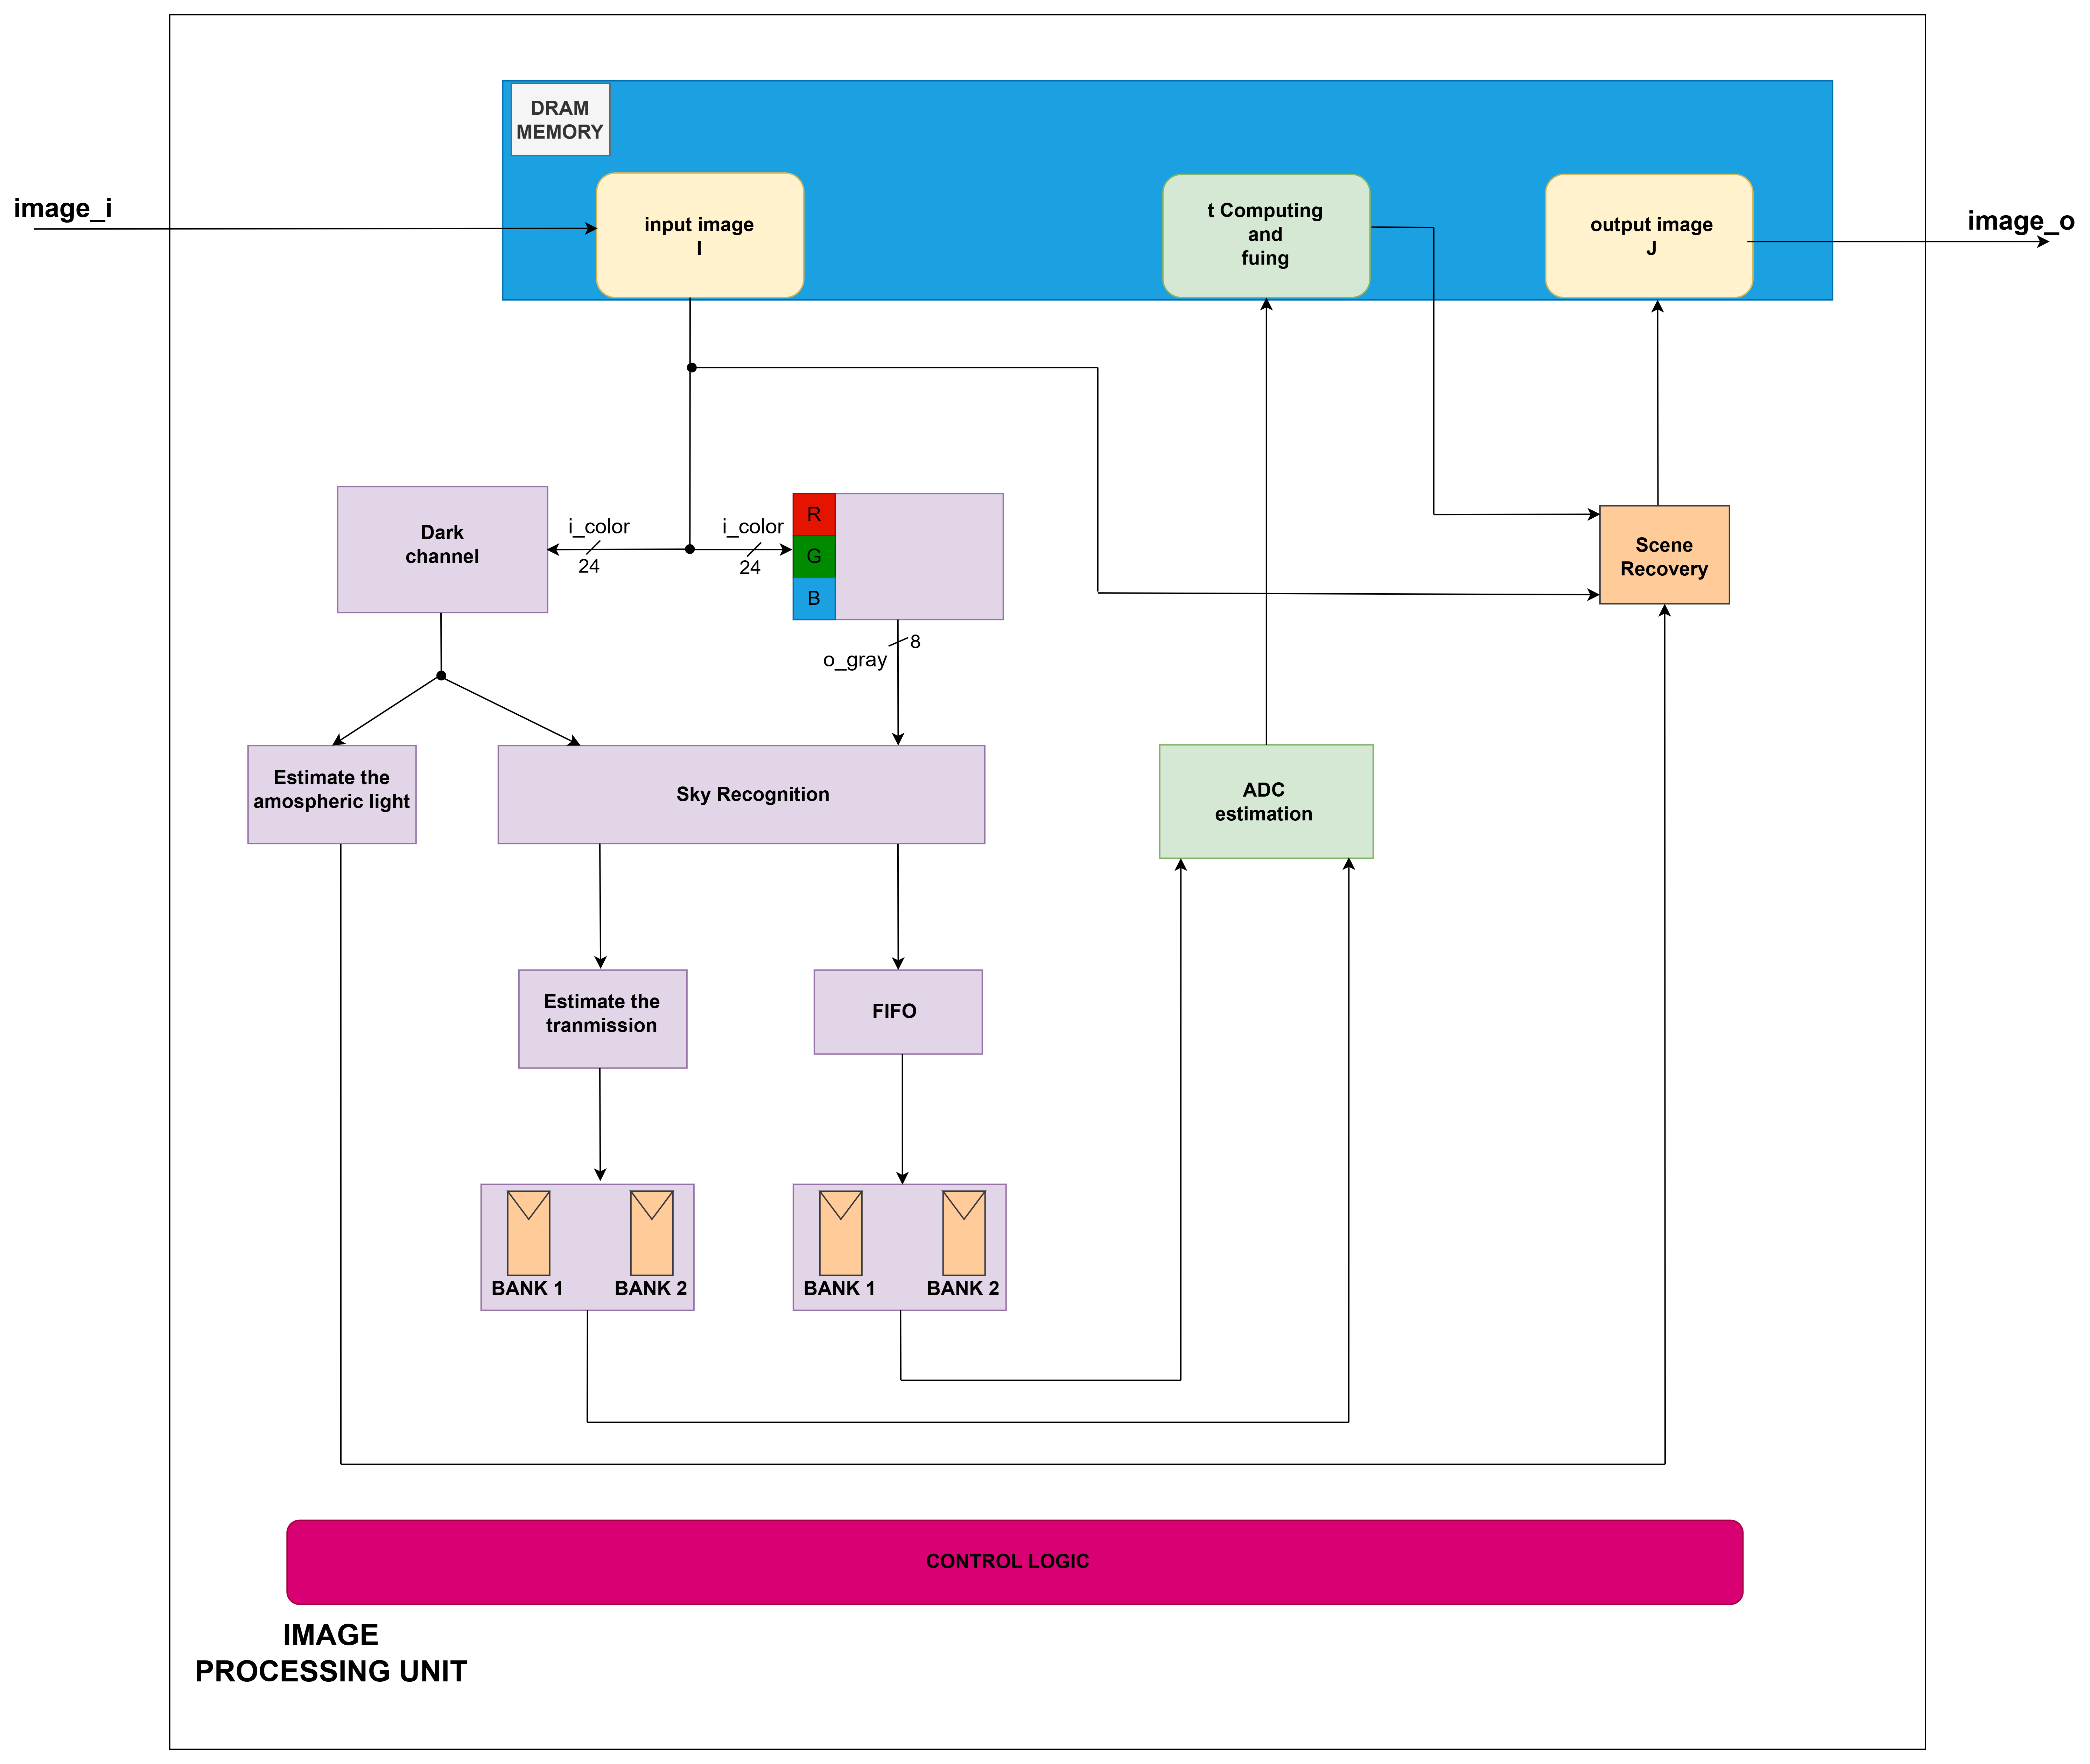 DRAM
MEMORY
image_i
input image
I
t Computing
and
fuing
output image
J
image_o
Dark
channel
i_color
24
i_color
24
R
G
B
Scene
Recovery
8
o_gray
Estimate the
amospheric light
Sky Recognition
ADC
estimation
Estimate the
tranmission
FIFO
BANK 1
BANK 2
BANK 1
BANK 2
CONTROL LOGIC
IMAGE
PROCESSING UNIT